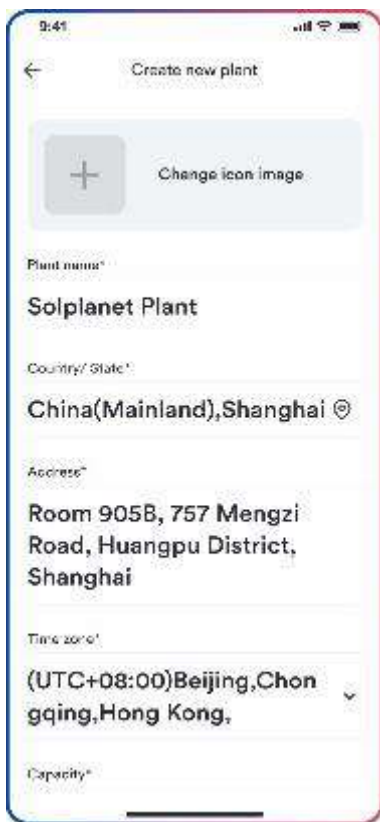 9:41
Create new plant
Change icon image
Plant name*
Solplanet Plant
Country/ State*
China(Mainland),Shanghai
Address*
Room 905B, 757 Mengzi
Road, Huangpu District,
Shanghai
Time zone*
(UTC+08:00)Beijing,Chon
gqing,Hong Kong,
Capacity*